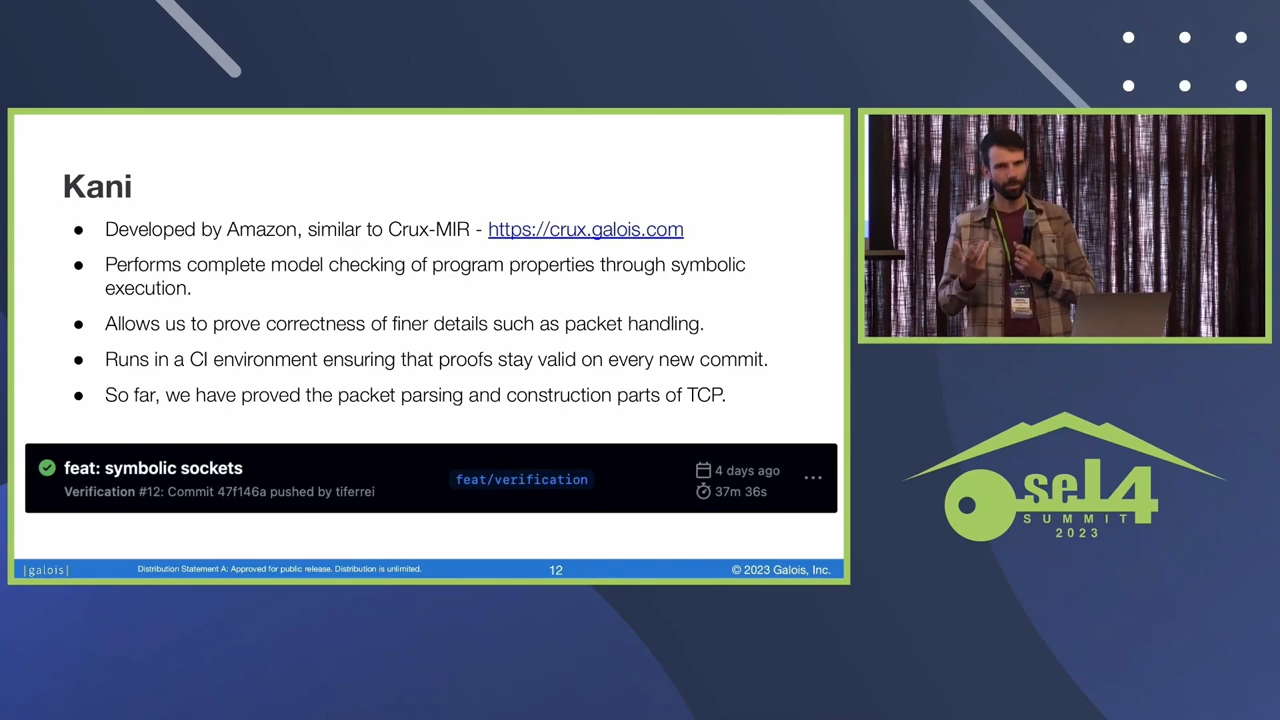 Kani
● Developed by Amazon, similar to Crux-MIR - https://crux.galois.com
● Performs complete model checking of program properties through symbolic
execution.
● Allows us to prove correctness of finer details such as packet handling.
● Runs in a CI environment ensuring that proofs stay valid on every new commit.
● So far, we have proved the packet parsing and construction parts of TCP.
feat: symbolic sockets
Verification #12: Commit 47f146a pushed by tiferrei
feat/verification
4 days ago
37m 36s
|galois|
Distribution Statement A: Approved for public release. Distribution is unlimited.
12
© 2023 Galois, Inc.
seL4
SUMMIT
2023